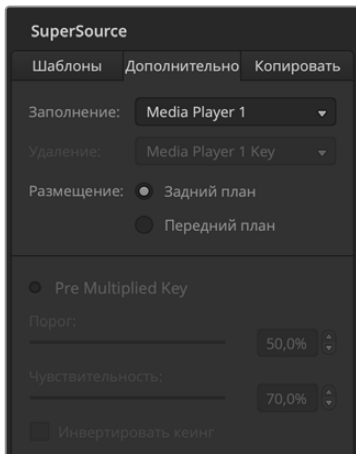 SuperSource
Шаблоны Дополнительно Копировать
Заполнение: Media Player 1
Удаление: Media Player 1 Key
Размещение: Задний план
Передний план
Pre Multiplied Key
Порог:
50,0%
Чувствительность:
70,0%
Инвертировать кеинг